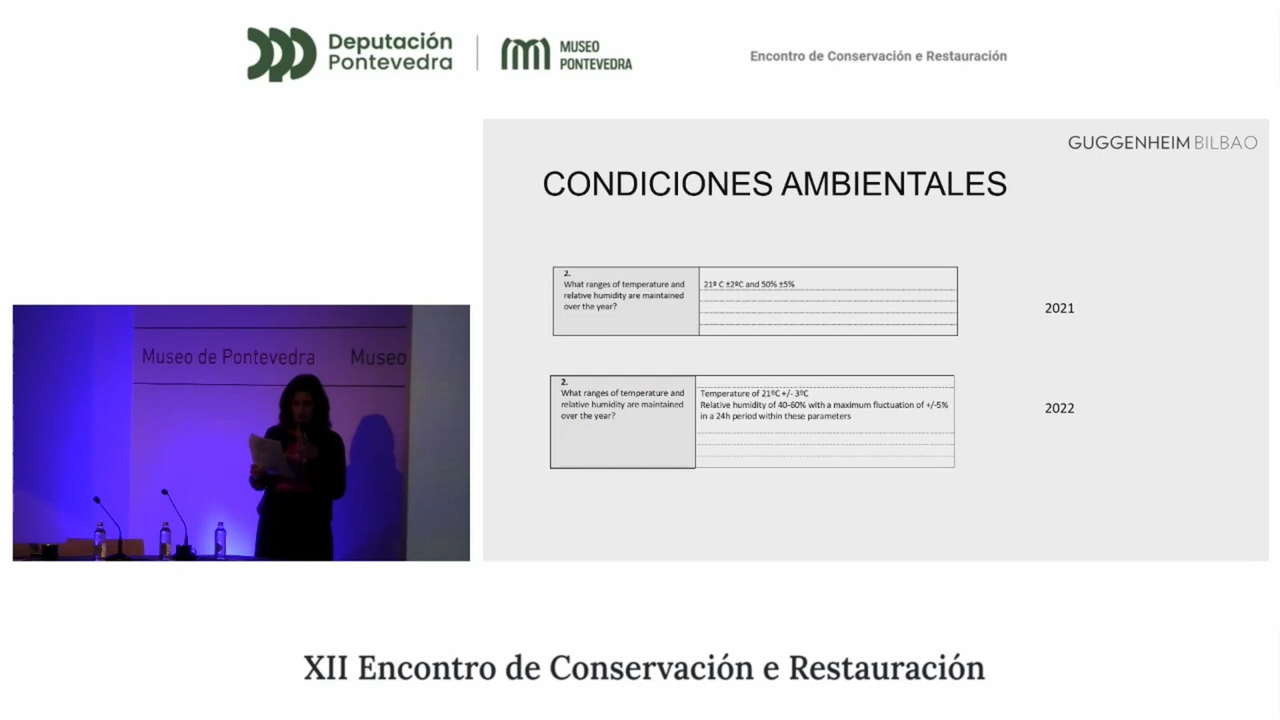 Deputación
Pontevedra
MUSEO
PONTEVEDRA
Encontro de Conservación e Restauración
GUGGENHEIM BILBAO
CONDICIONES AMBIENTALES
2.
What ranges of temperature and
relative humidity are maintained
over the year?
21º C ±2ºC and 50% ±5%
2021
2.
What ranges of temperature and
relative humidity are maintained
over the year?
Temperature of 21ºC +/- 3ºC
Relative humidity of 40-60% with a maximum fluctuation of +/-5%
in a 24h period within these parameters
2022
Museo de Pontevedra Museo
XII Encontro de Conservación e Restauración